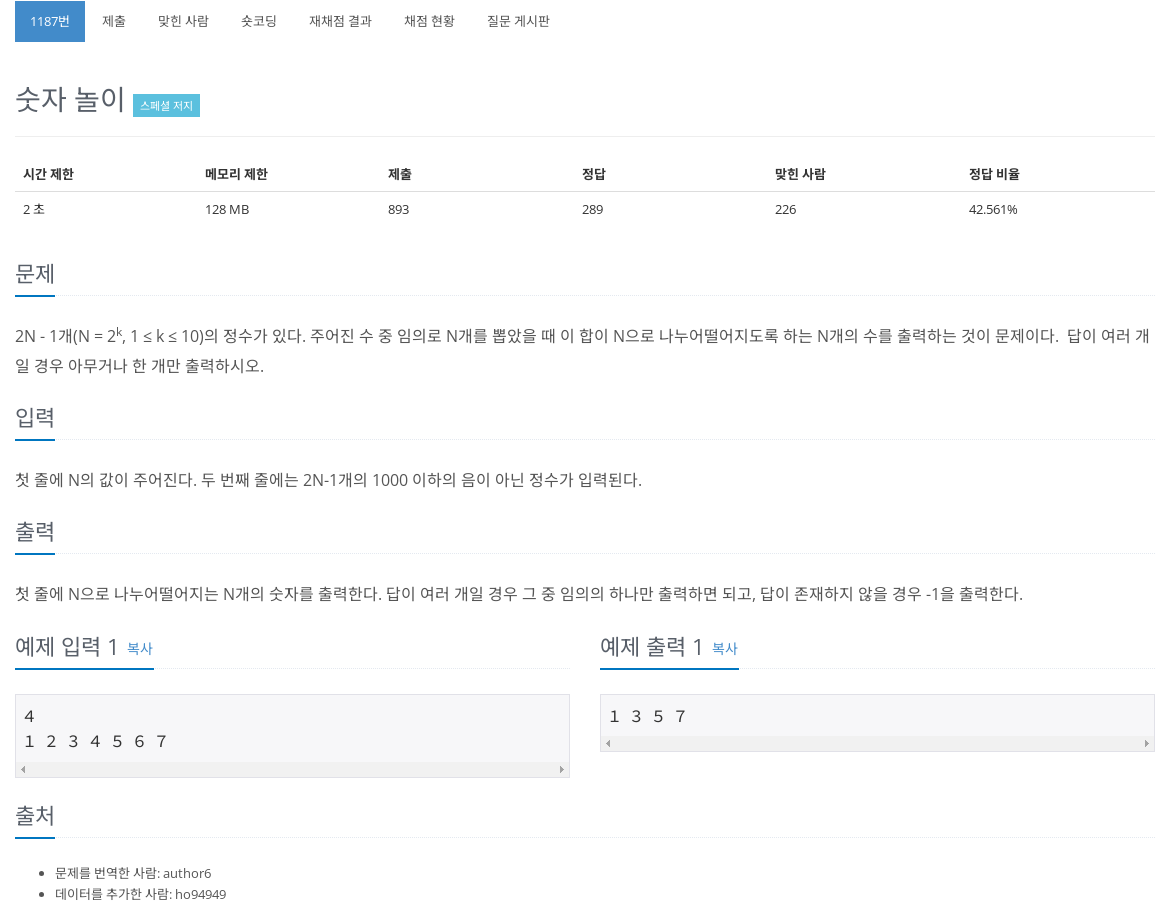 1187번 제출 맞힌 사람 숏코딩 재채점 결과 채점 현황 질문 게시판
숫자 놀이 스페셜 저지
시간 제한 메모리 제한 제출 정답 맞힌 사람 정답 비율
2 초 128 MB 893 289 226 42.561%
문제
2N - 1개(N = 2^k, 1 ≤ k ≤ 10)의 정수가 있다. 주어진 수 중 임의로 N개를 뽑았을 때 이 합이 N으로 나누어떨어지도록 하는 N개의 수를 출력하는 것이 문제이다. 답이 여러 개
일 경우 아무거나 한 개만 출력하시오.
입력
첫 줄에 N의 값이 주어진다. 두 번째 줄에는 2N-1개의 1000 이하의 음이 아닌 정수가 입력된다.
출력
첫 줄에 N으로 나누어떨어지는 N개의 숫자를 출력한다. 답이 여러 개일 경우 그 중 임의의 하나만 출력하면 되고, 답이 존재하지 않을 경우 -1을 출력한다.
예제 입력 1 복사
4
1 2 3 4 5 6 7
예제 출력 1 복사
1 3 5 7
출처
문제를 번역한 사람: author6
데이터를 추가한 사람: ho94949